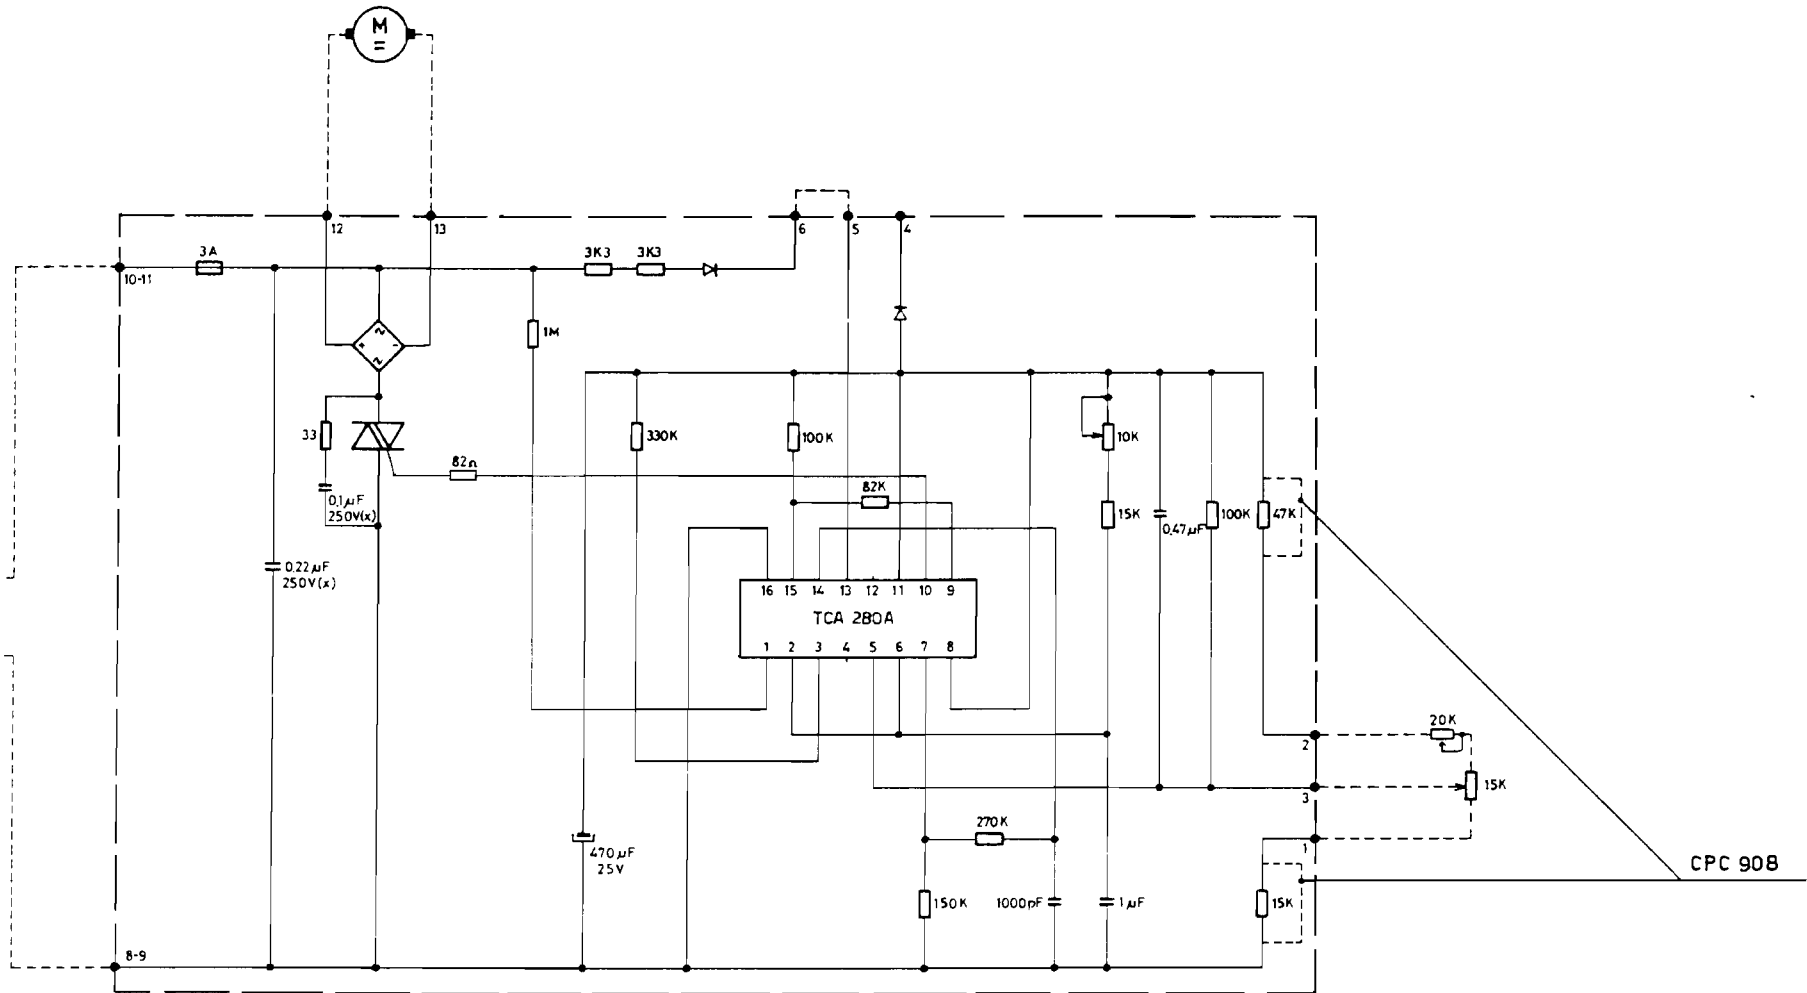 M
=
12
13
6
5
4
3A
3K3
3K3
10-11
~
1M
+
-
~
33
330K
100K
10K
82Ω
82K
0,1µF
250V(x)
15K
0,47µF
100K
47K
0.22µF
250V(x)
16 15 14 13 12 11 10 9
TCA 280A
1 2 3 4 5 6 7 8
20K
2
15K
3
270K
470µF
25V
1
CPC 908
150K
1000pF
1µF
15K
8-9